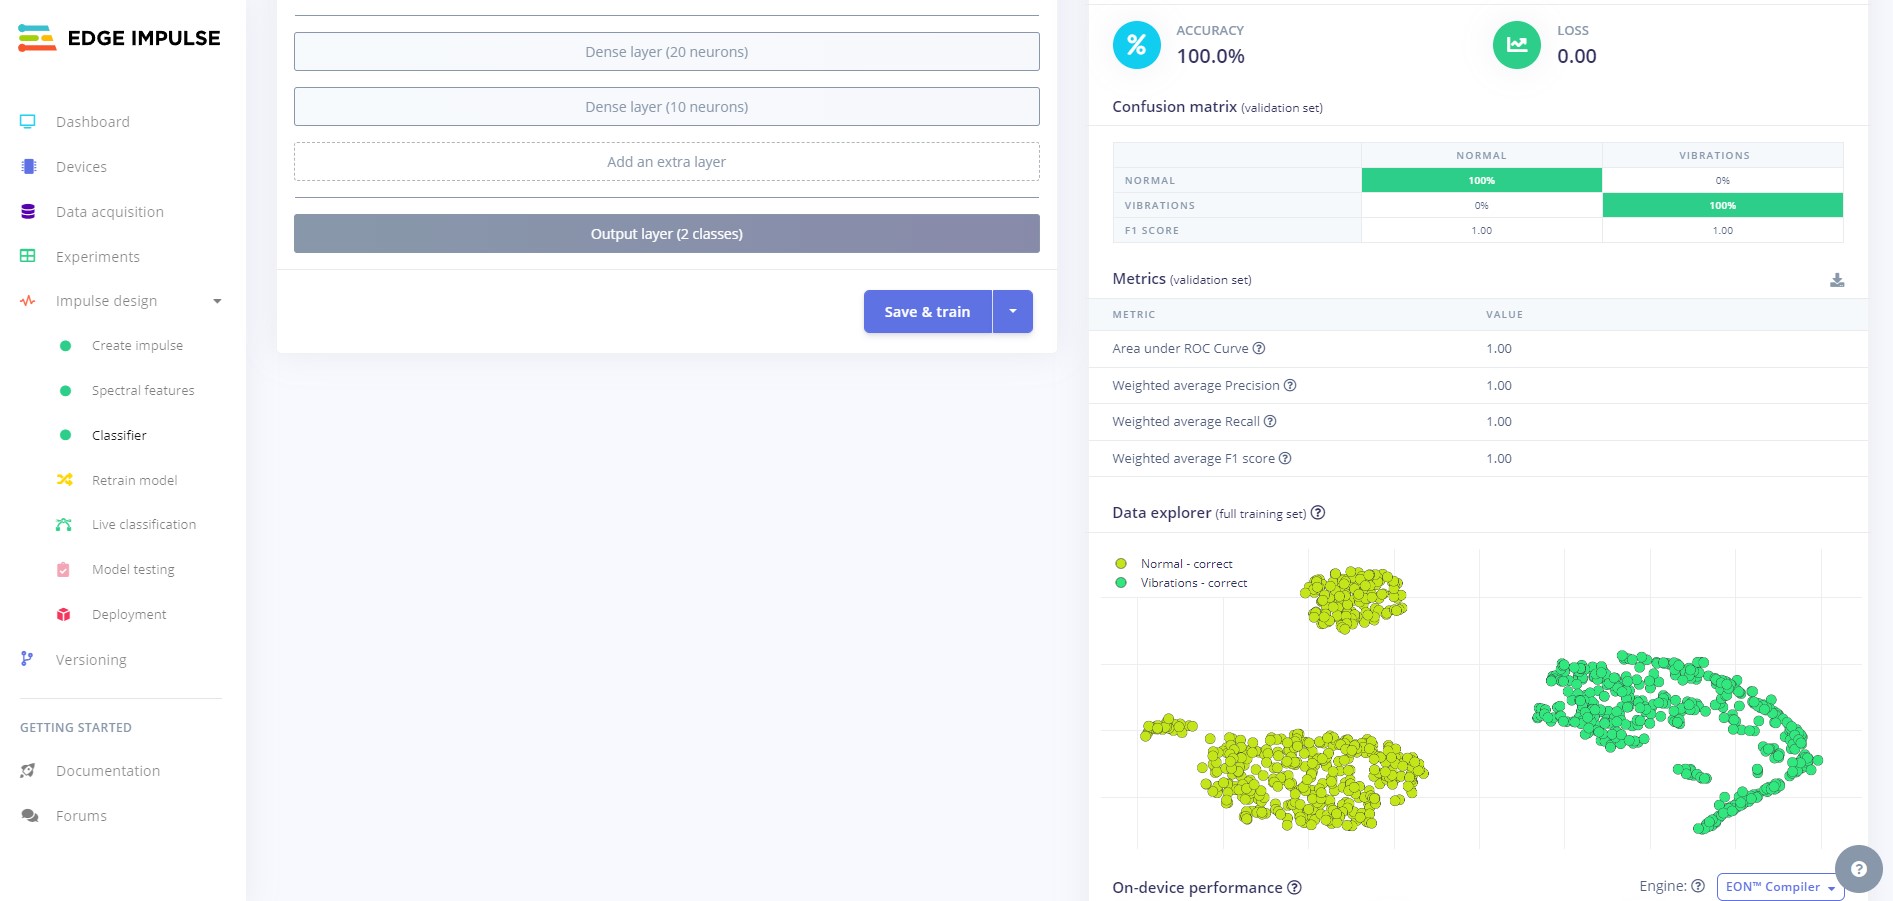 EDGE IMPULSE
Dashboard
Devices
Data acquisition
Experiments
Impulse design
Create impulse
Spectral features
Classifier
Retrain model
Live classification
Model testing
Deployment
Versioning
GETTING STARTED
Documentation
Forums
Dense layer (20 neurons)
Dense layer (10 neurons)
Add an extra layer
Output layer (2 classes)
Save & train
% ACCURACY
100.0%
LOSS
0.00
Confusion matrix (validation set)
NORMAL VIBRATIONS
NORMAL 100% 0%
VIBRATIONS 0% 100%
F1 SCORE 1.00 1.00
Metrics (validation set)
METRIC VALUE
Area under ROC Curve ? 1.00
Weighted average Precision ? 1.00
Weighted average Recall ? 1.00
Weighted average F1 score ? 1.00
Data explorer (full training set) ?
Normal - correct
Vibrations - correct
On-device performance ? Engine: ? EON™ Compiler
?